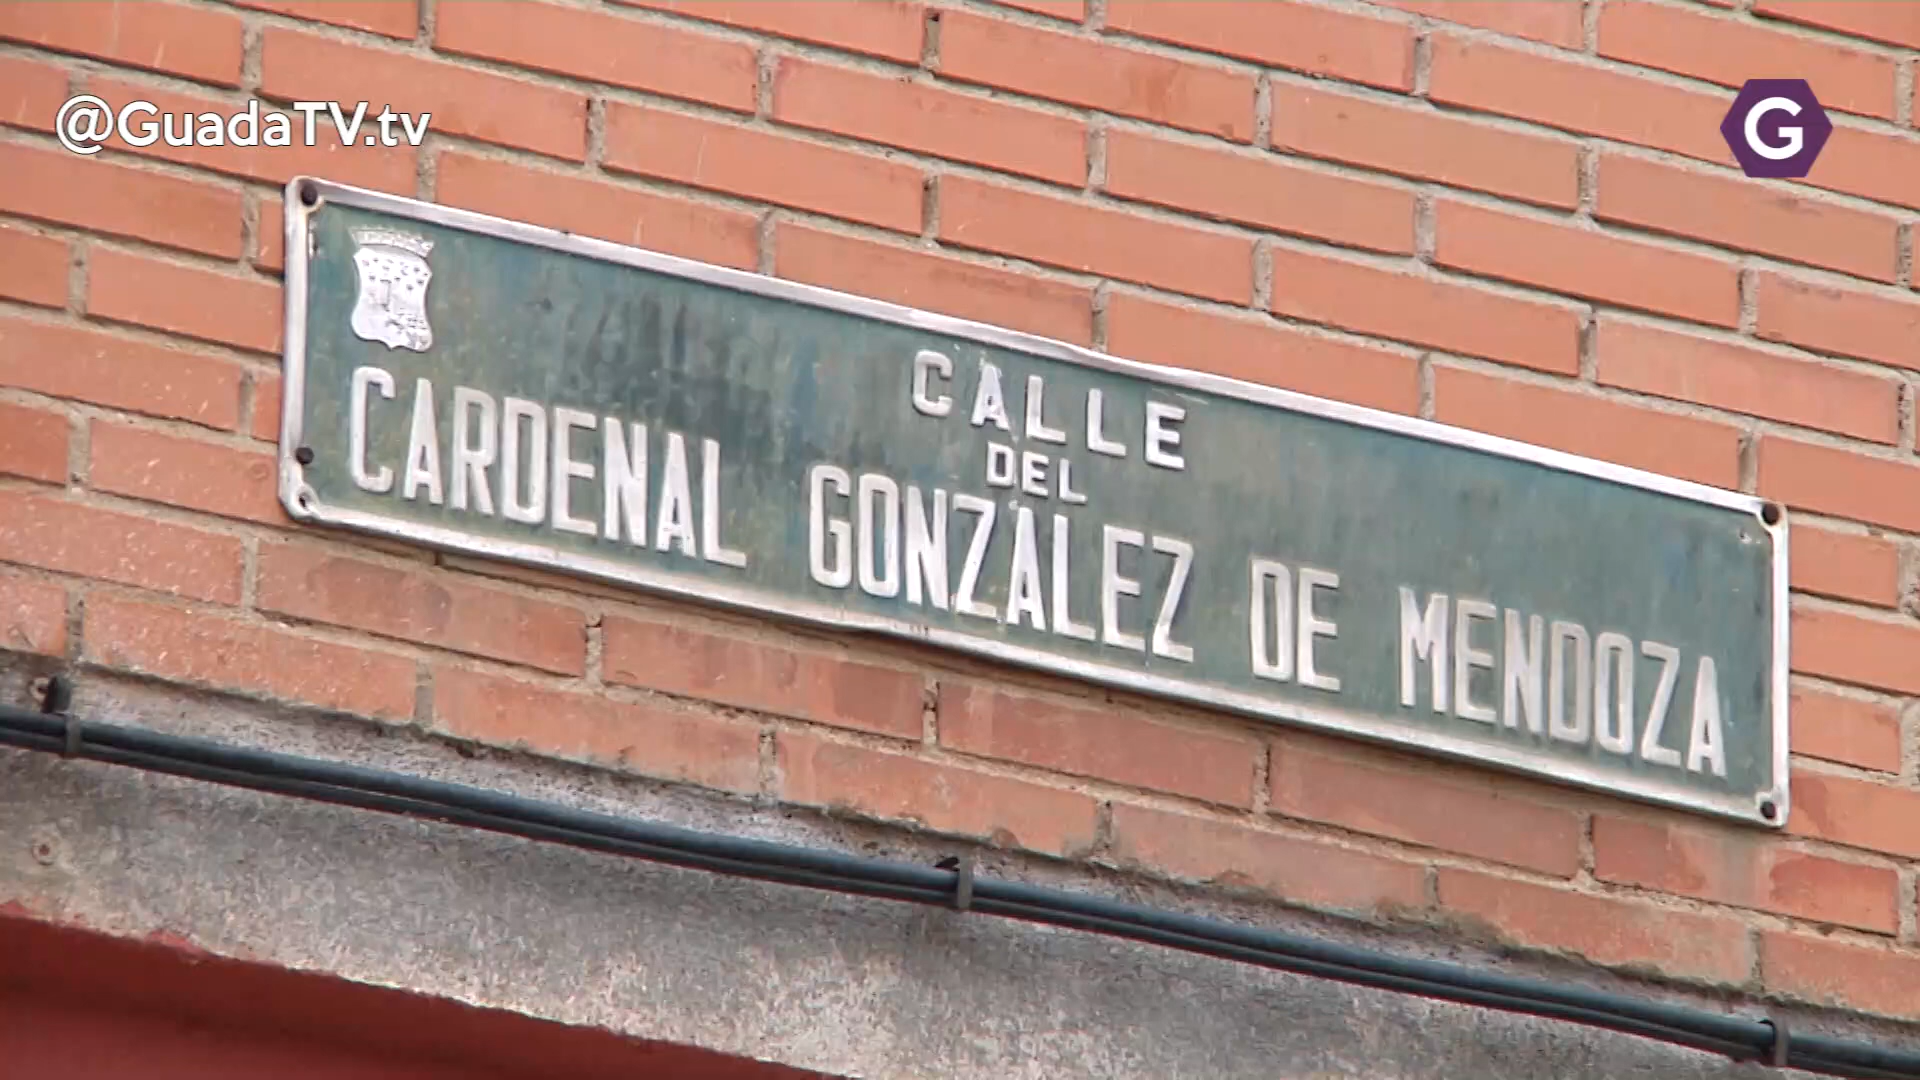 @GuadaTV.tv
G
CALLE
DEL
CARDENAL GONZALEZ DE MENDOZA